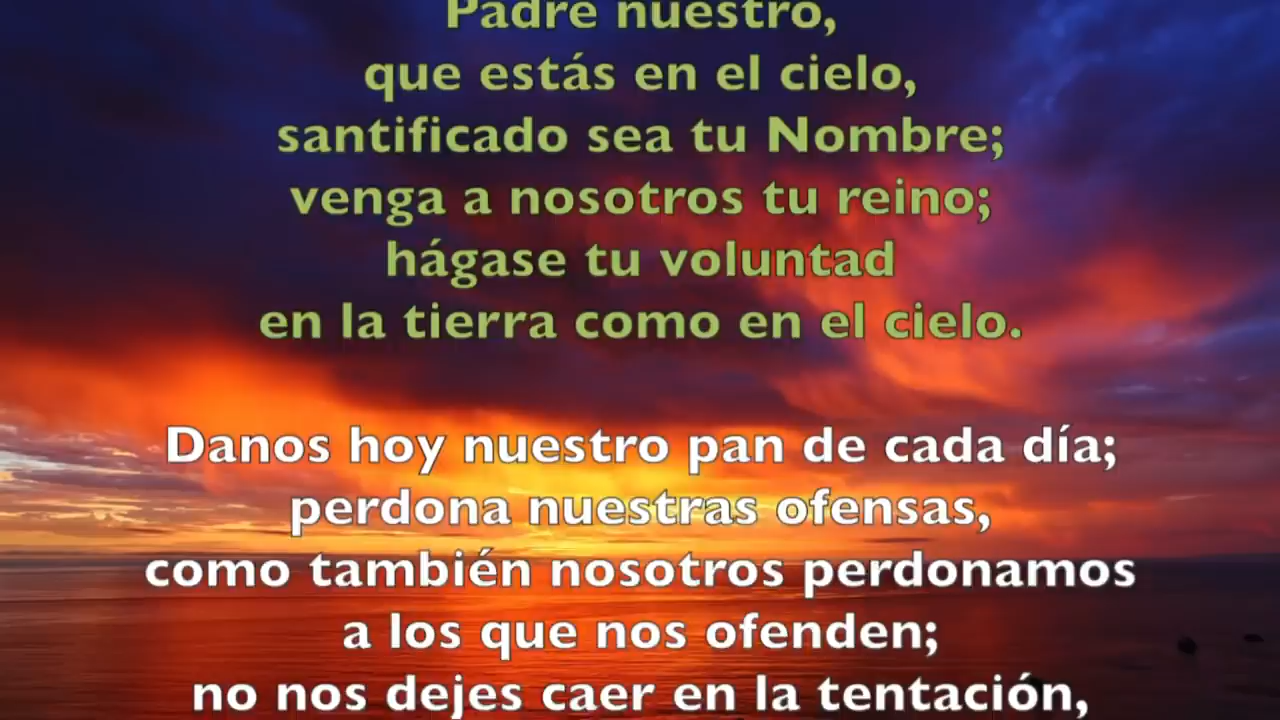 Padre nuestro,
que estás en el cielo,
santificado sea tu Nombre;
venga a nosotros tu reino;
hágase tu voluntad
en la tierra como en el cielo.
Danos hoy nuestro pan de cada día;
perdona nuestras ofensas,
como también nosotros perdonamos
a los que nos ofenden;
no nos dejes caer en la tentación,